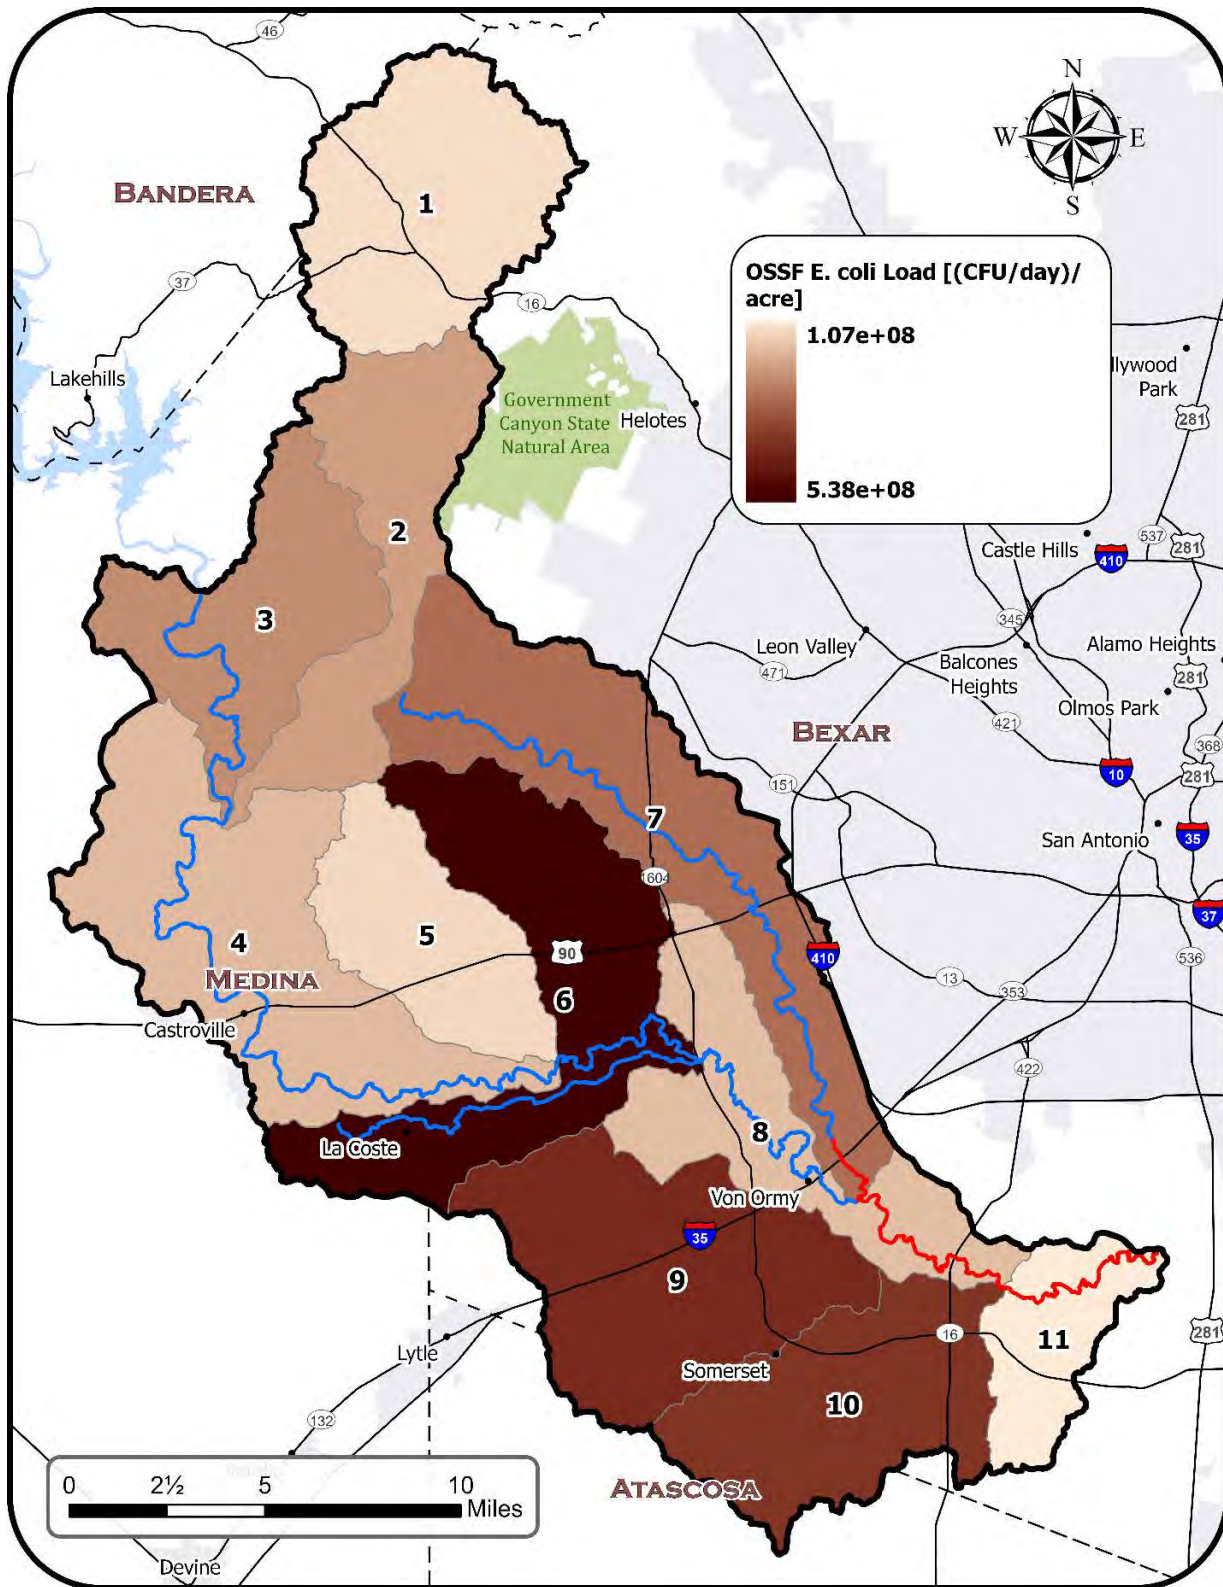 46
N
W
E
S
BANDERA
1
37
16
OSSF E. coli Load [(CFU/day)/
acre]
1.07e+08
5.38e+08
Lakehills
Government
Canyon State
Natural Area
Helotes
llywood
Park
281
2
Castle Hills
537
281
410
3
345
Leon Valley
471
Balcones
Heights
Alamo Heights
281
Olmos Park
421
BEXAR
368
10
281
151
7
San Antonio
35
1604
37
4
5
90
410
MEDINA
13
536
353
6
Castroville
422
8
La Coste
Von Ormy
35
9
11
16
281
Lytle
Somerset
10
132
0
2½
5
10
Miles
ATASCOSA
Devine